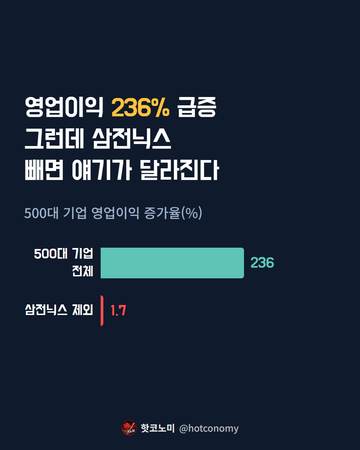 영업이익 236% 급증
그런데 삼전닉스
빼면 얘기가 달라진다
500대 기업 영업이익 증가율(%)
500대 기업
전체
236
삼전닉스 제외
1.7
핫코노미 @hotconomy